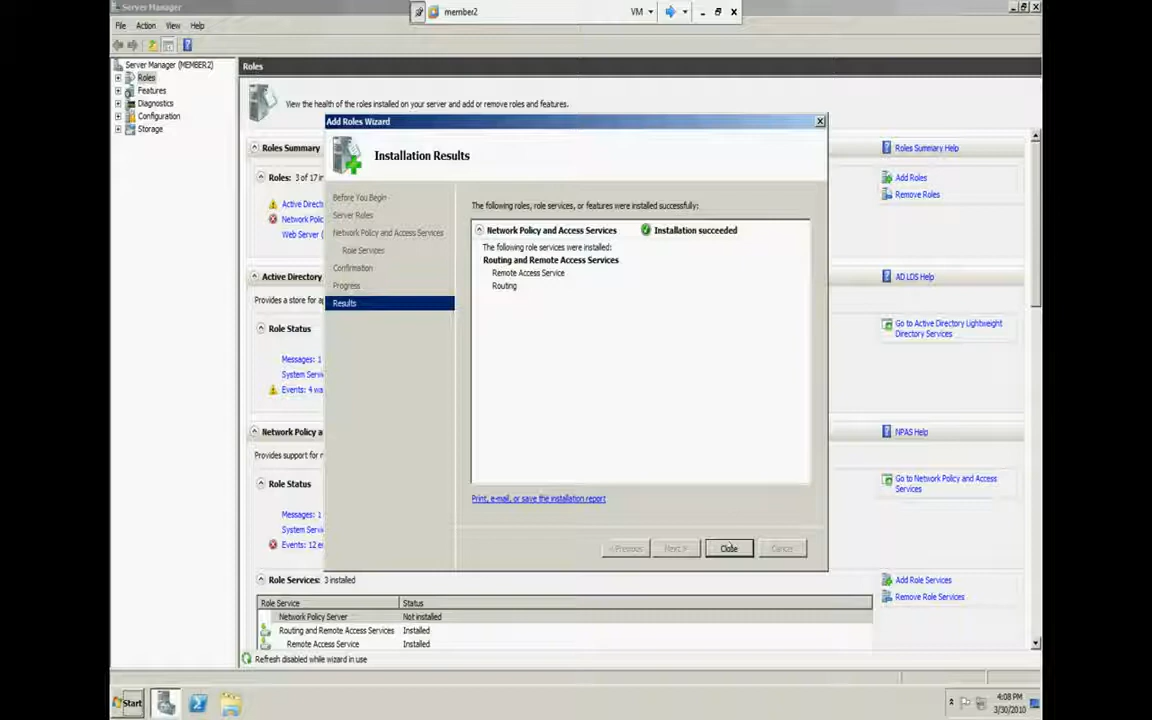 Server Manager
member2
VM
File Action View Help
Server Manager (MEMBER2)
Roles
Features
Diagnostics
Configuration
Storage
Roles
View the health of the roles installed on your server and add or remove roles and features.
Roles Summary
Roles Summary Help
Roles: 3 of 17 i
Add Roles
Remove Roles
Active Direct
Network Polic
Web Server (
Active Directory
AD LDS Help
Provides a store for a
Role Status
Go to Active Directory Lightweight
Directory Services
Messages: 1
System Servi
Events: 4 wa
Network Policy a
NPAS Help
Provides support for r
Role Status
Go to Network Policy and Access
Services
Messages: 1
System Servi
Events: 12 e
Role Services: 3 installed
Add Role Services
Remove Role Services
Role Service Status
Network Policy Server Not installed
Routing and Remote Access Services Installed
Remote Access Service Installed
Refresh disabled while wizard in use
Add Roles Wizard
Installation Results
Before You Begin
Server Roles
Network Policy and Access Services
Role Services
Confirmation
Progress
Results
The following roles, role services, or features were installed successfully:
Network Policy and Access Services Installation succeeded
The following role services were installed:
Routing and Remote Access Services
Remote Access Service
Routing
Print, e-mail, or save the installation report
< Previous Next > Close Cancel
Start
4:08 PM
3/30/2010